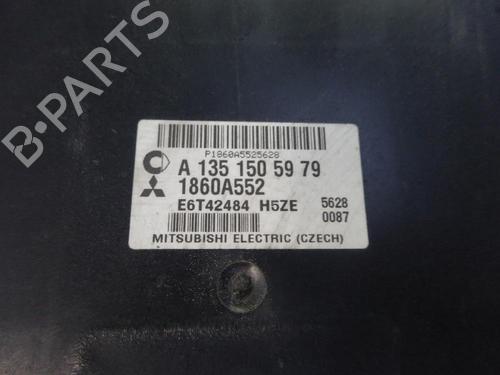 P1860A5525628
A 135 150 59 79
1860A552
E6T42484 H5ZE 5628
0087
MITSUBISHI ELECTRIC (CZECH)
B-PARTS